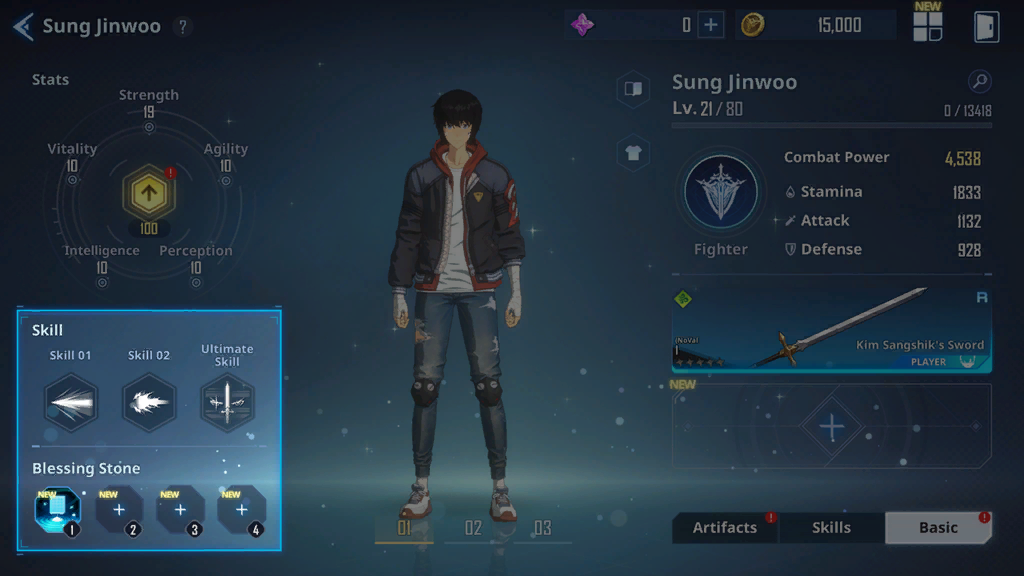 Sung Jinwoo ?
0 +
15,000
NEW
Stats
Strength
19
Vitality
10
Agility
10
100
Intelligence
10
Perception
10
Sung Jinwoo
Lv. 21 / 80
0 / 13418
Combat Power 4,538
Stamina 1833
Attack 1132
Defense 928
Fighter
R
Kim Sangshik's Sword
PLAYER
NEW
Skill
Skill 01
Skill 02
Ultimate
Skill
Blessing Stone
NEW
NEW
NEW
NEW
1
2
3
4
01
02
03
Artifacts
Skills
Basic